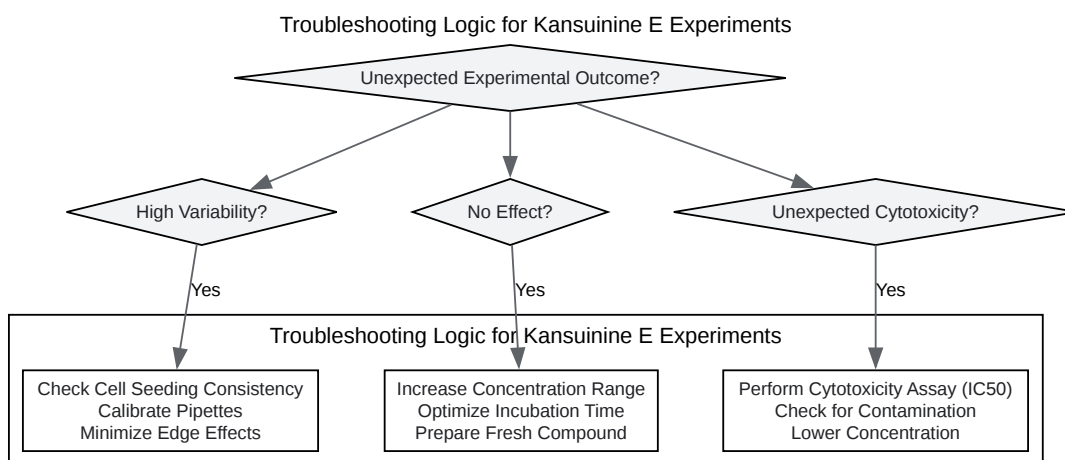 Troubleshooting Logic for Kansuinine E Experiments
Unexpected Experimental Outcome?
High Variability?
No Effect?
Unexpected Cytotoxicity?
Yes
Yes
Yes
Troubleshooting Logic for Kansuinine E Experiments
Check Cell Seeding Consistency
Calibrate Pipettes
Minimize Edge Effects
Increase Concentration Range
Optimize Incubation Time
Prepare Fresh Compound
Perform Cytotoxicity Assay (IC50)
Check for Contamination
Lower Concentration